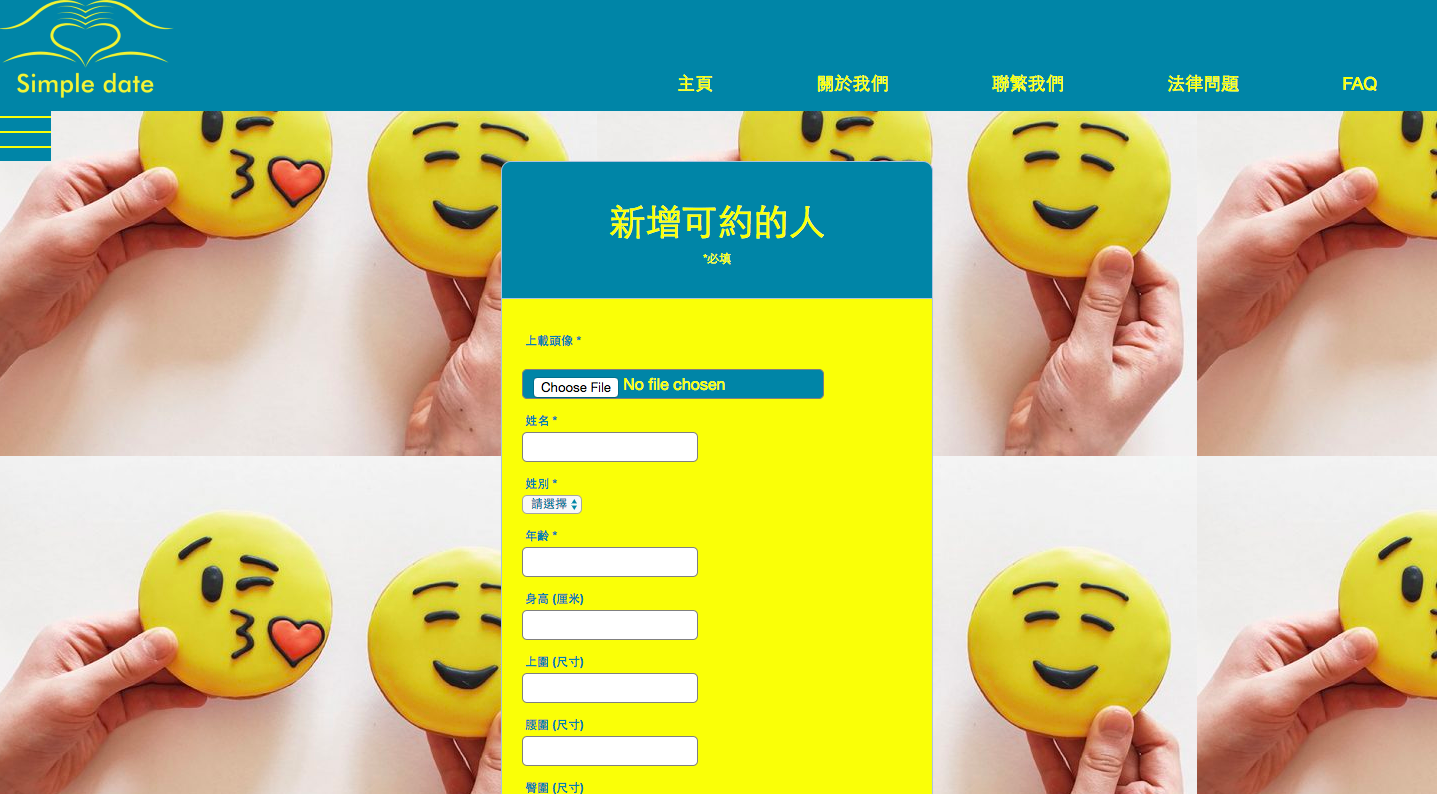 Simple date
主頁 關於我們 聯繫我們 法律問題 FAQ
新增可約的人
*必填
上載頭像 *
Choose File No file chosen
姓名 *
姓別 *
請選擇
年齡 *
身高 (厘米)
上圍 (尺寸)
腰圍 (尺寸)
臀圍 (尺寸)